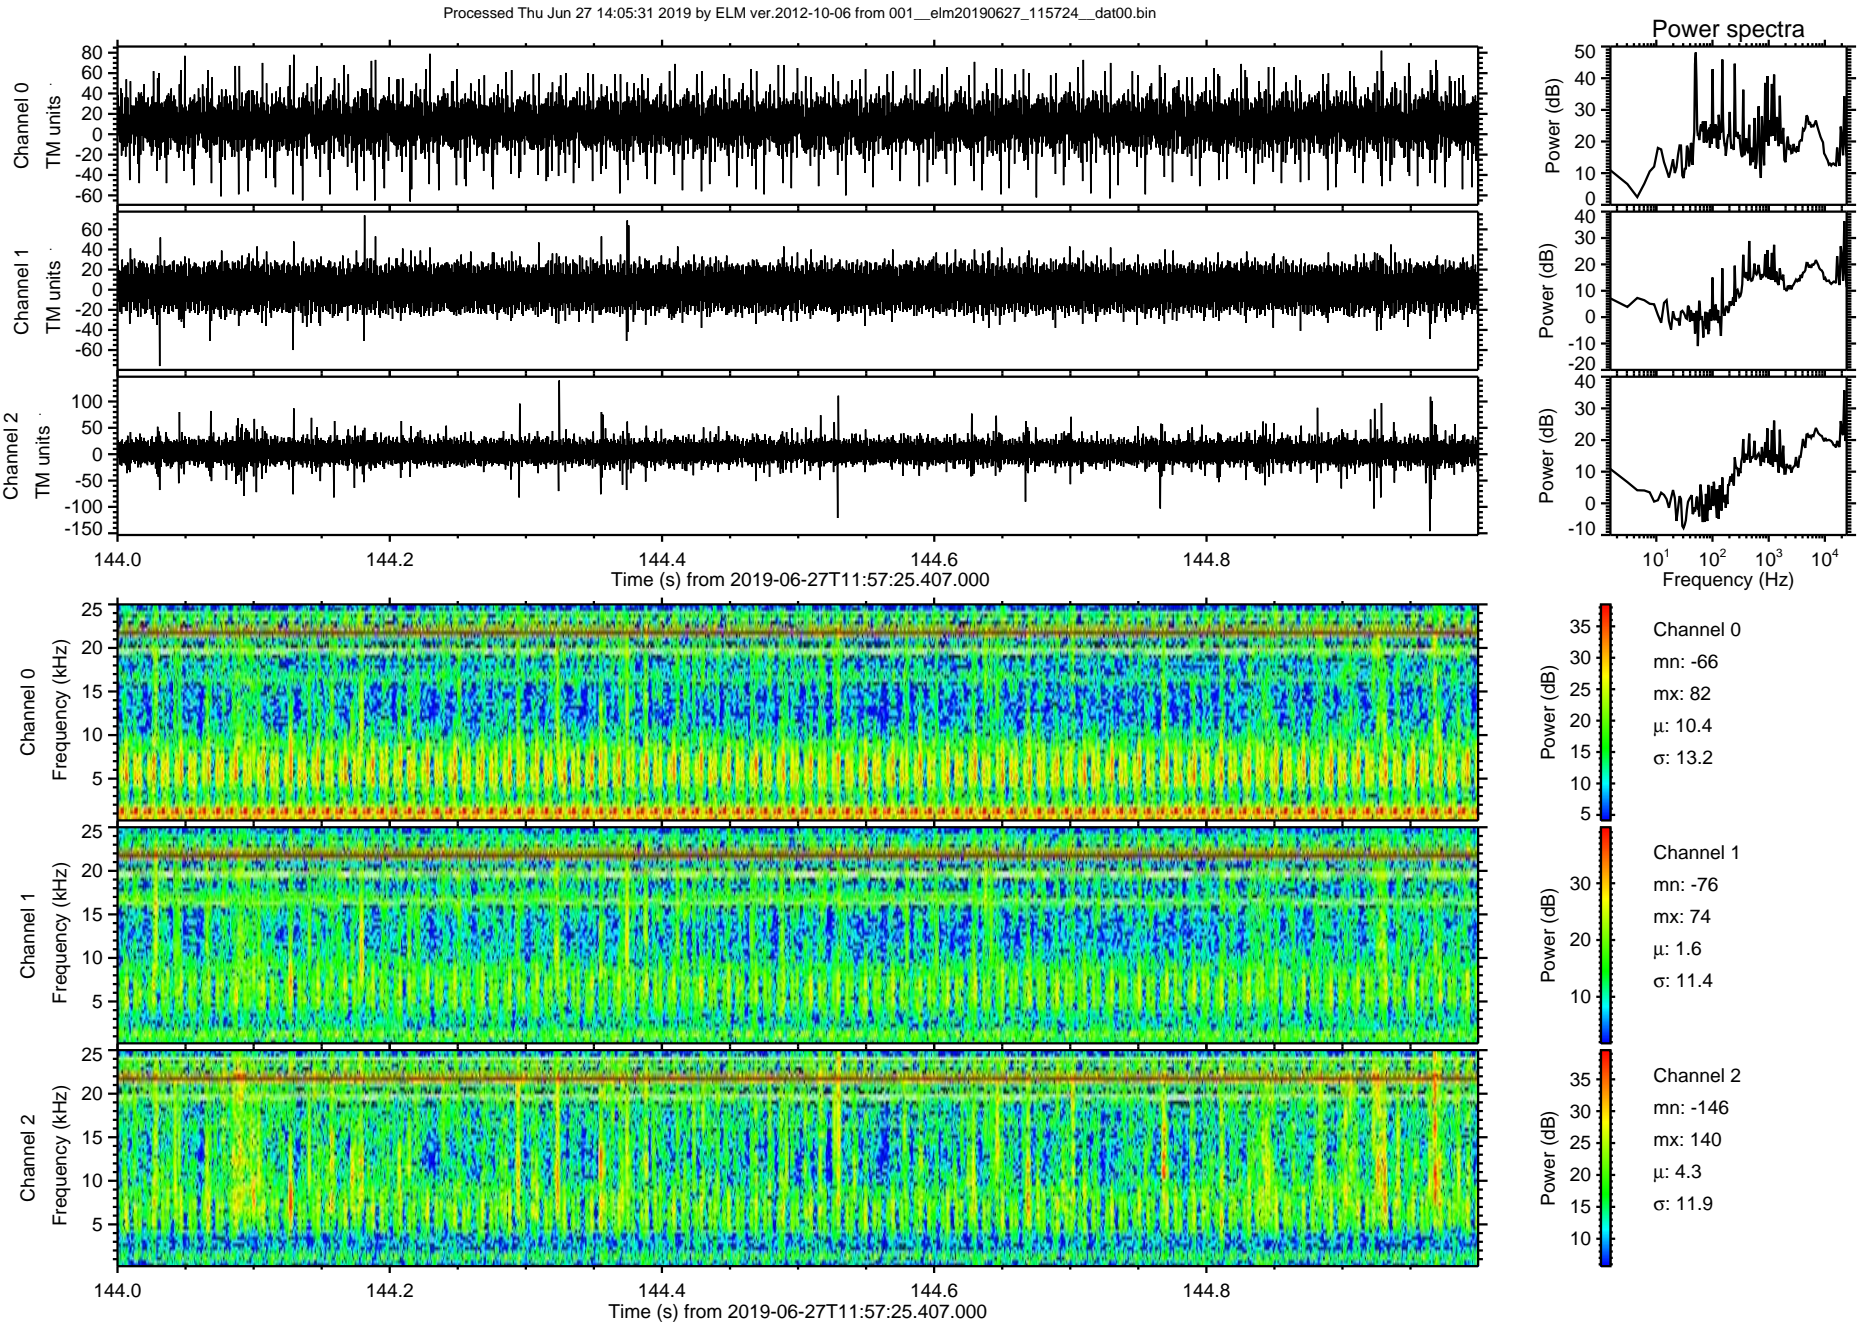 Processed Thu Jun 27 14:05:31 2019 by ELM ver.2012-10-06 from 001__elm20190627_115724__dat00.bin
Power spectra
Channel 0
TM units
80
60
40
20
0
-20
-40
-60
Power (dB)
50
40
30
20
10
0
Channel 1
TM units
60
40
20
0
-20
-40
-60
Power (dB)
40
30
20
10
0
-10
-20
Channel 2
TM units
100
50
0
-50
-100
-150
Power (dB)
40
30
20
10
0
-10
144.0 144.2 144.4 144.6 144.8
Time (s) from 2019-06-27T11:57:25.407.000
10¹ 10² 10³ 10⁴
Frequency (Hz)
Channel 0
Frequency (kHz)
25
20
15
10
5
Power (dB)
35
30
25
20
15
10
5
Channel 0
mn: -66
mx: 82
μ: 10.4
σ: 13.2
Channel 1
Frequency (kHz)
25
20
15
10
5
Power (dB)
30
20
10
Channel 1
mn: -76
mx: 74
μ: 1.6
σ: 11.4
Channel 2
Frequency (kHz)
25
20
15
10
5
Power (dB)
35
30
25
20
15
10
Channel 2
mn: -146
mx: 140
μ: 4.3
σ: 11.9
144.0 144.2 144.4 144.6 144.8
Time (s) from 2019-06-27T11:57:25.407.000